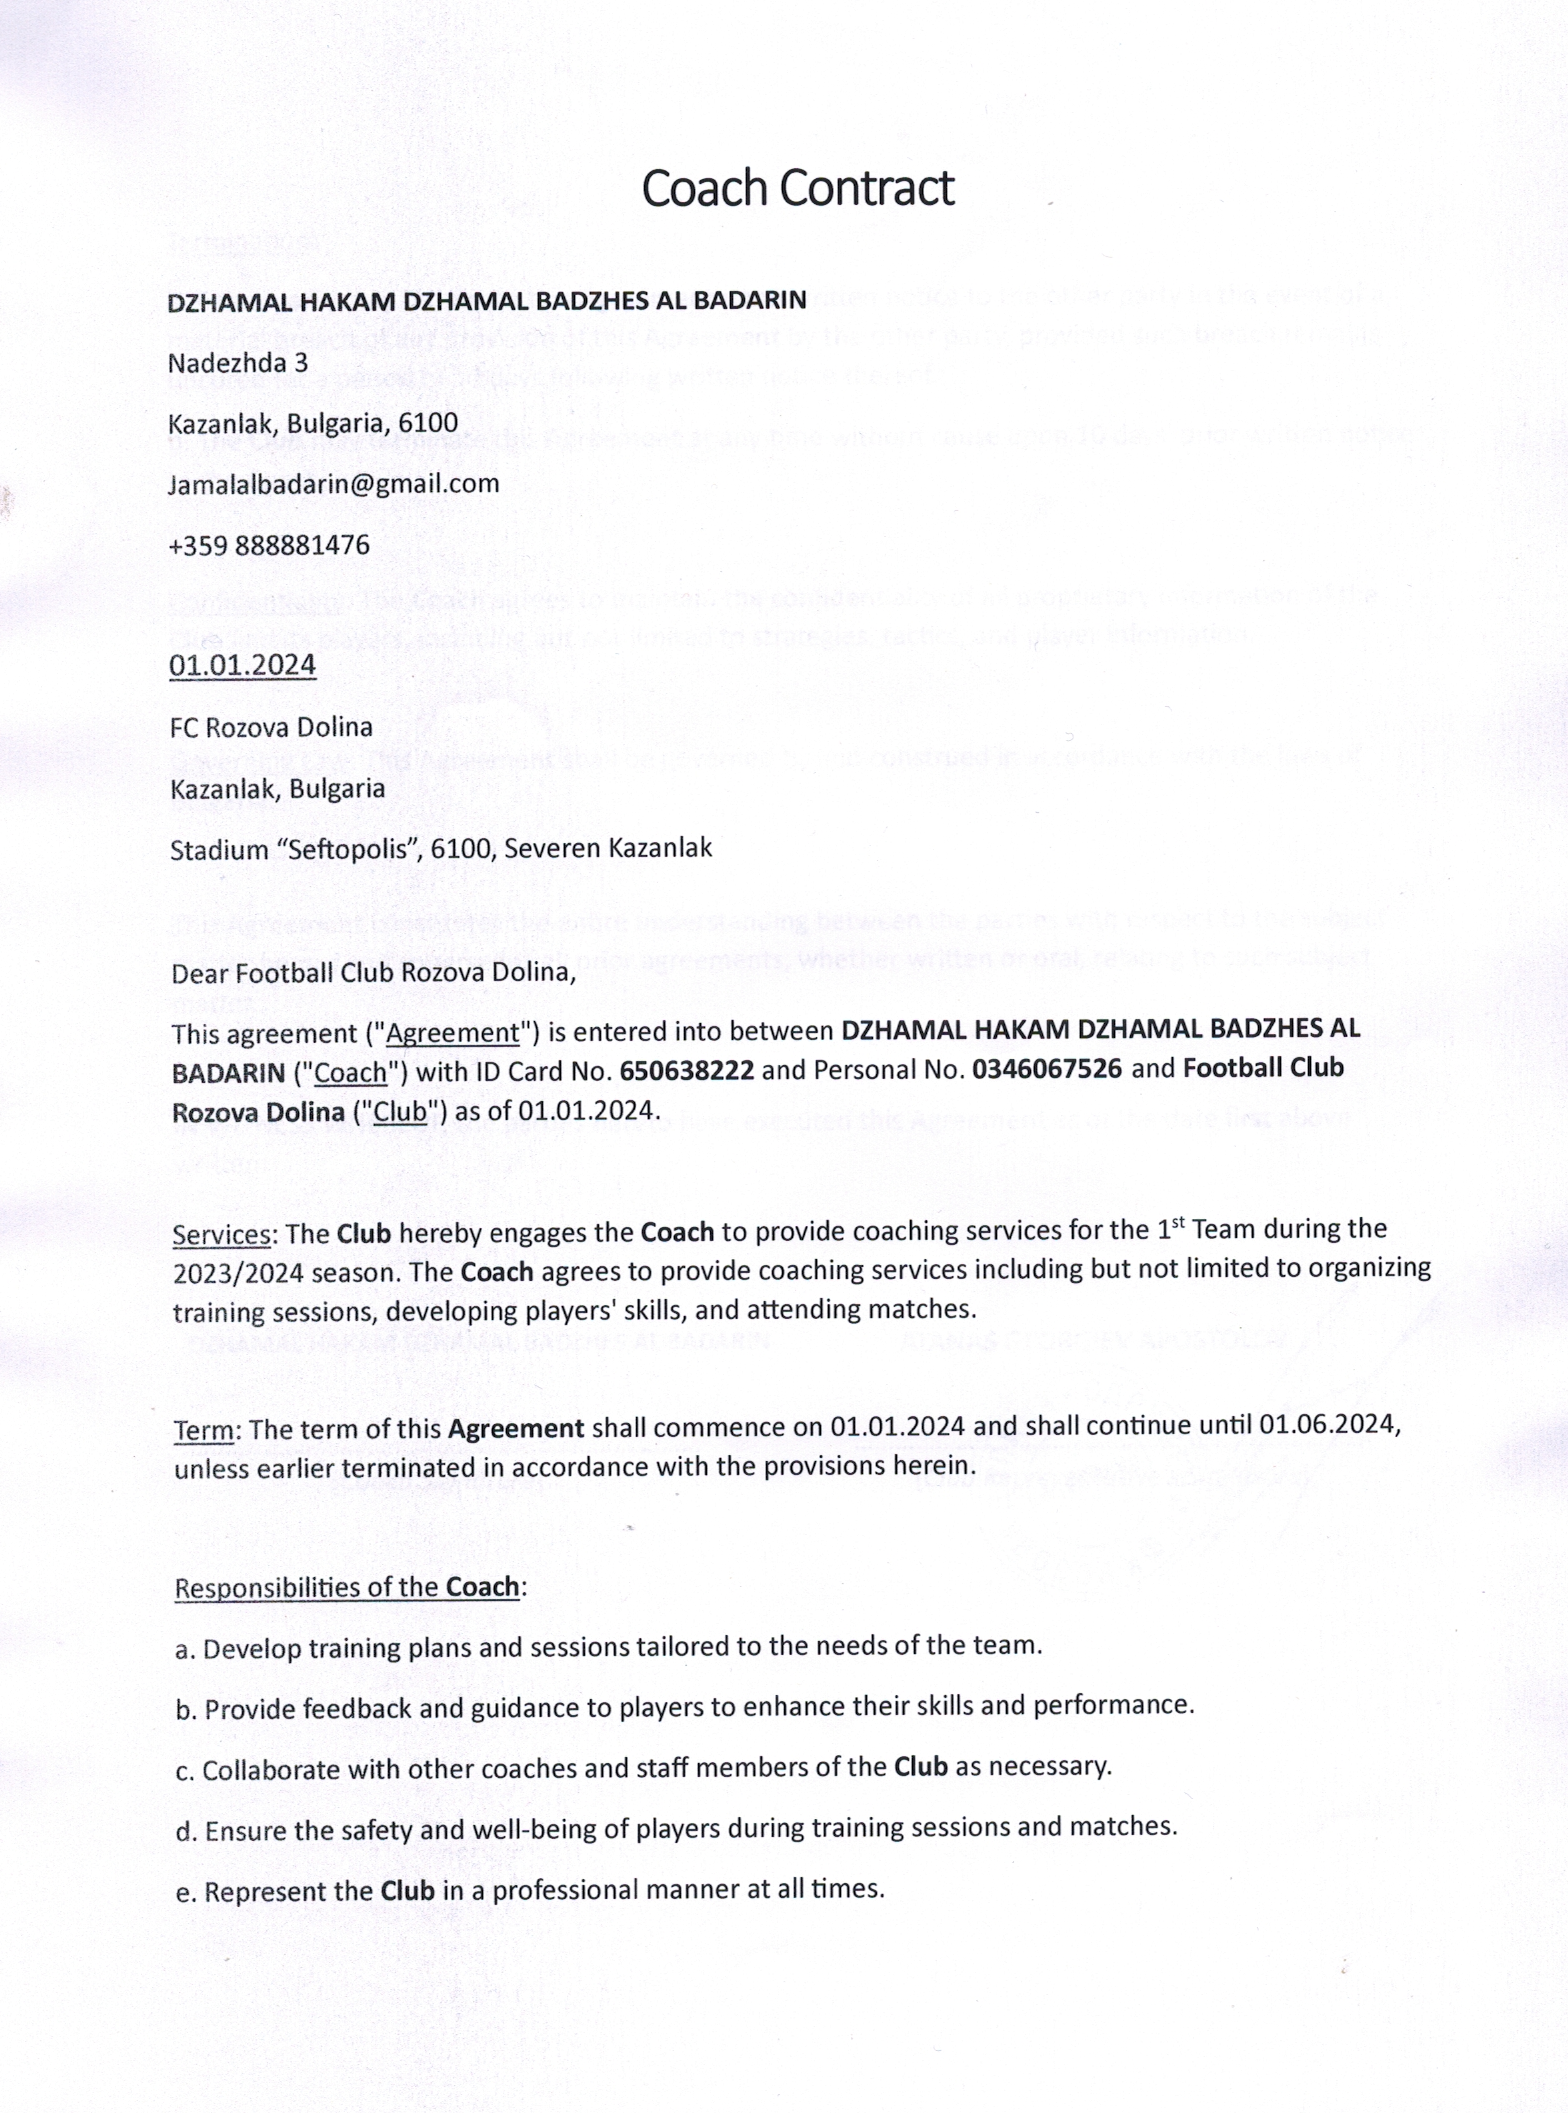 Coach Contract
DZHAMAL HAKAM DZHAMAL BADZHES AL BADARIN
Nadezhda 3
Kazanlak, Bulgaria, 6100
Jamalalbadarin@gmail.com
+359 888881476
01.01.2024
FC Rozova Dolina
Kazanlak, Bulgaria
Stadium “Seftopolis”, 6100, Severen Kazanlak
Dear Football Club Rozova Dolina,
This agreement ("Agreement") is entered into between DZHAMAL HAKAM DZHAMAL BADZHES AL
BADARIN ("Coach") with ID Card No. 650638222 and Personal No. 0346067526 and Football Club
Rozova Dolina ("Club") as of 01.01.2024.
Services: The Club hereby engages the Coach to provide coaching services for the 1st Team during the
2023/2024 season. The Coach agrees to provide coaching services including but not limited to organizing
training sessions, developing players' skills, and attending matches.
Term: The term of this Agreement shall commence on 01.01.2024 and shall continue until 01.06.2024,
unless earlier terminated in accordance with the provisions herein.
Responsibilities of the Coach:
a. Develop training plans and sessions tailored to the needs of the team.
b. Provide feedback and guidance to players to enhance their skills and performance.
c. Collaborate with other coaches and staff members of the Club as necessary.
d. Ensure the safety and well-being of players during training sessions and matches.
e. Represent the Club in a professional manner at all times.